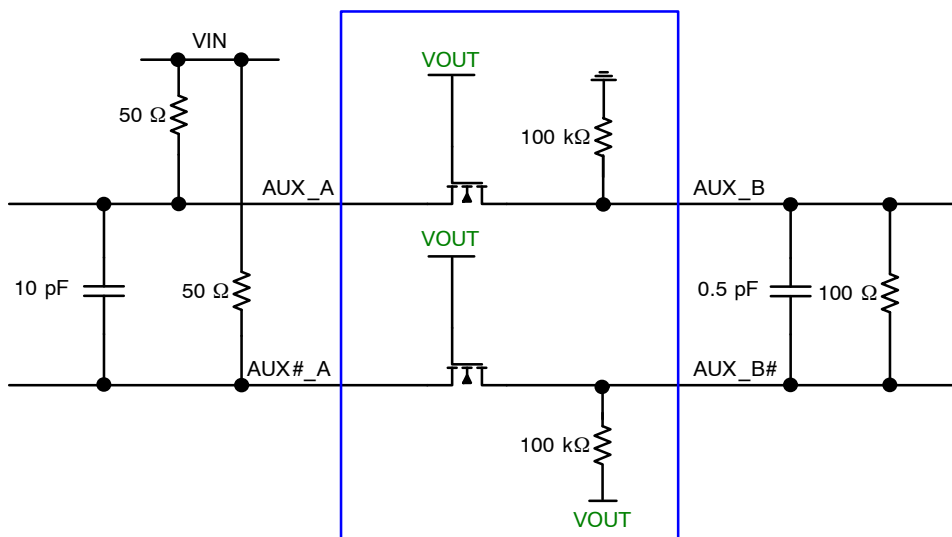 VIN
VOUT
50 Ω
100 kΩ
AUX_A
AUX_B
VOUT
10 pF
50 Ω
0.5 pF
100 Ω
AUX#_A
AUX_B#
100 kΩ
VOUT